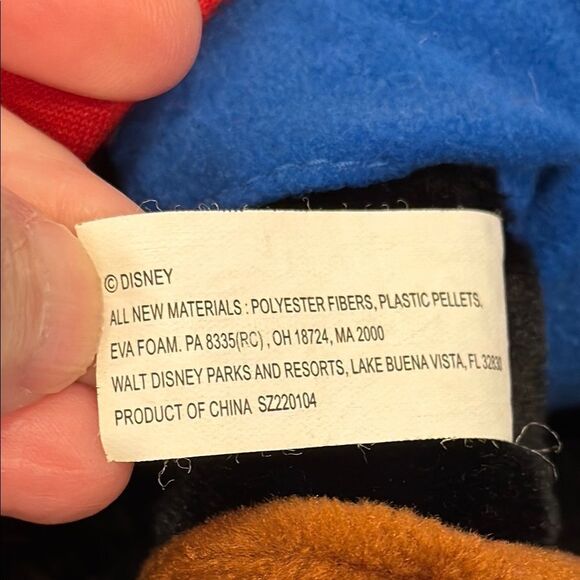 © DISNEY
ALL NEW MATERIALS : POLYESTER FIBERS, PLASTIC PELLETS,
EVA FOAM. PA 8335(RC) , OH 18724, MA 2000
WALT DISNEY PARKS AND RESORTS, LAKE BUENA VISTA, FL 32830
PRODUCT OF CHINA SZ220104